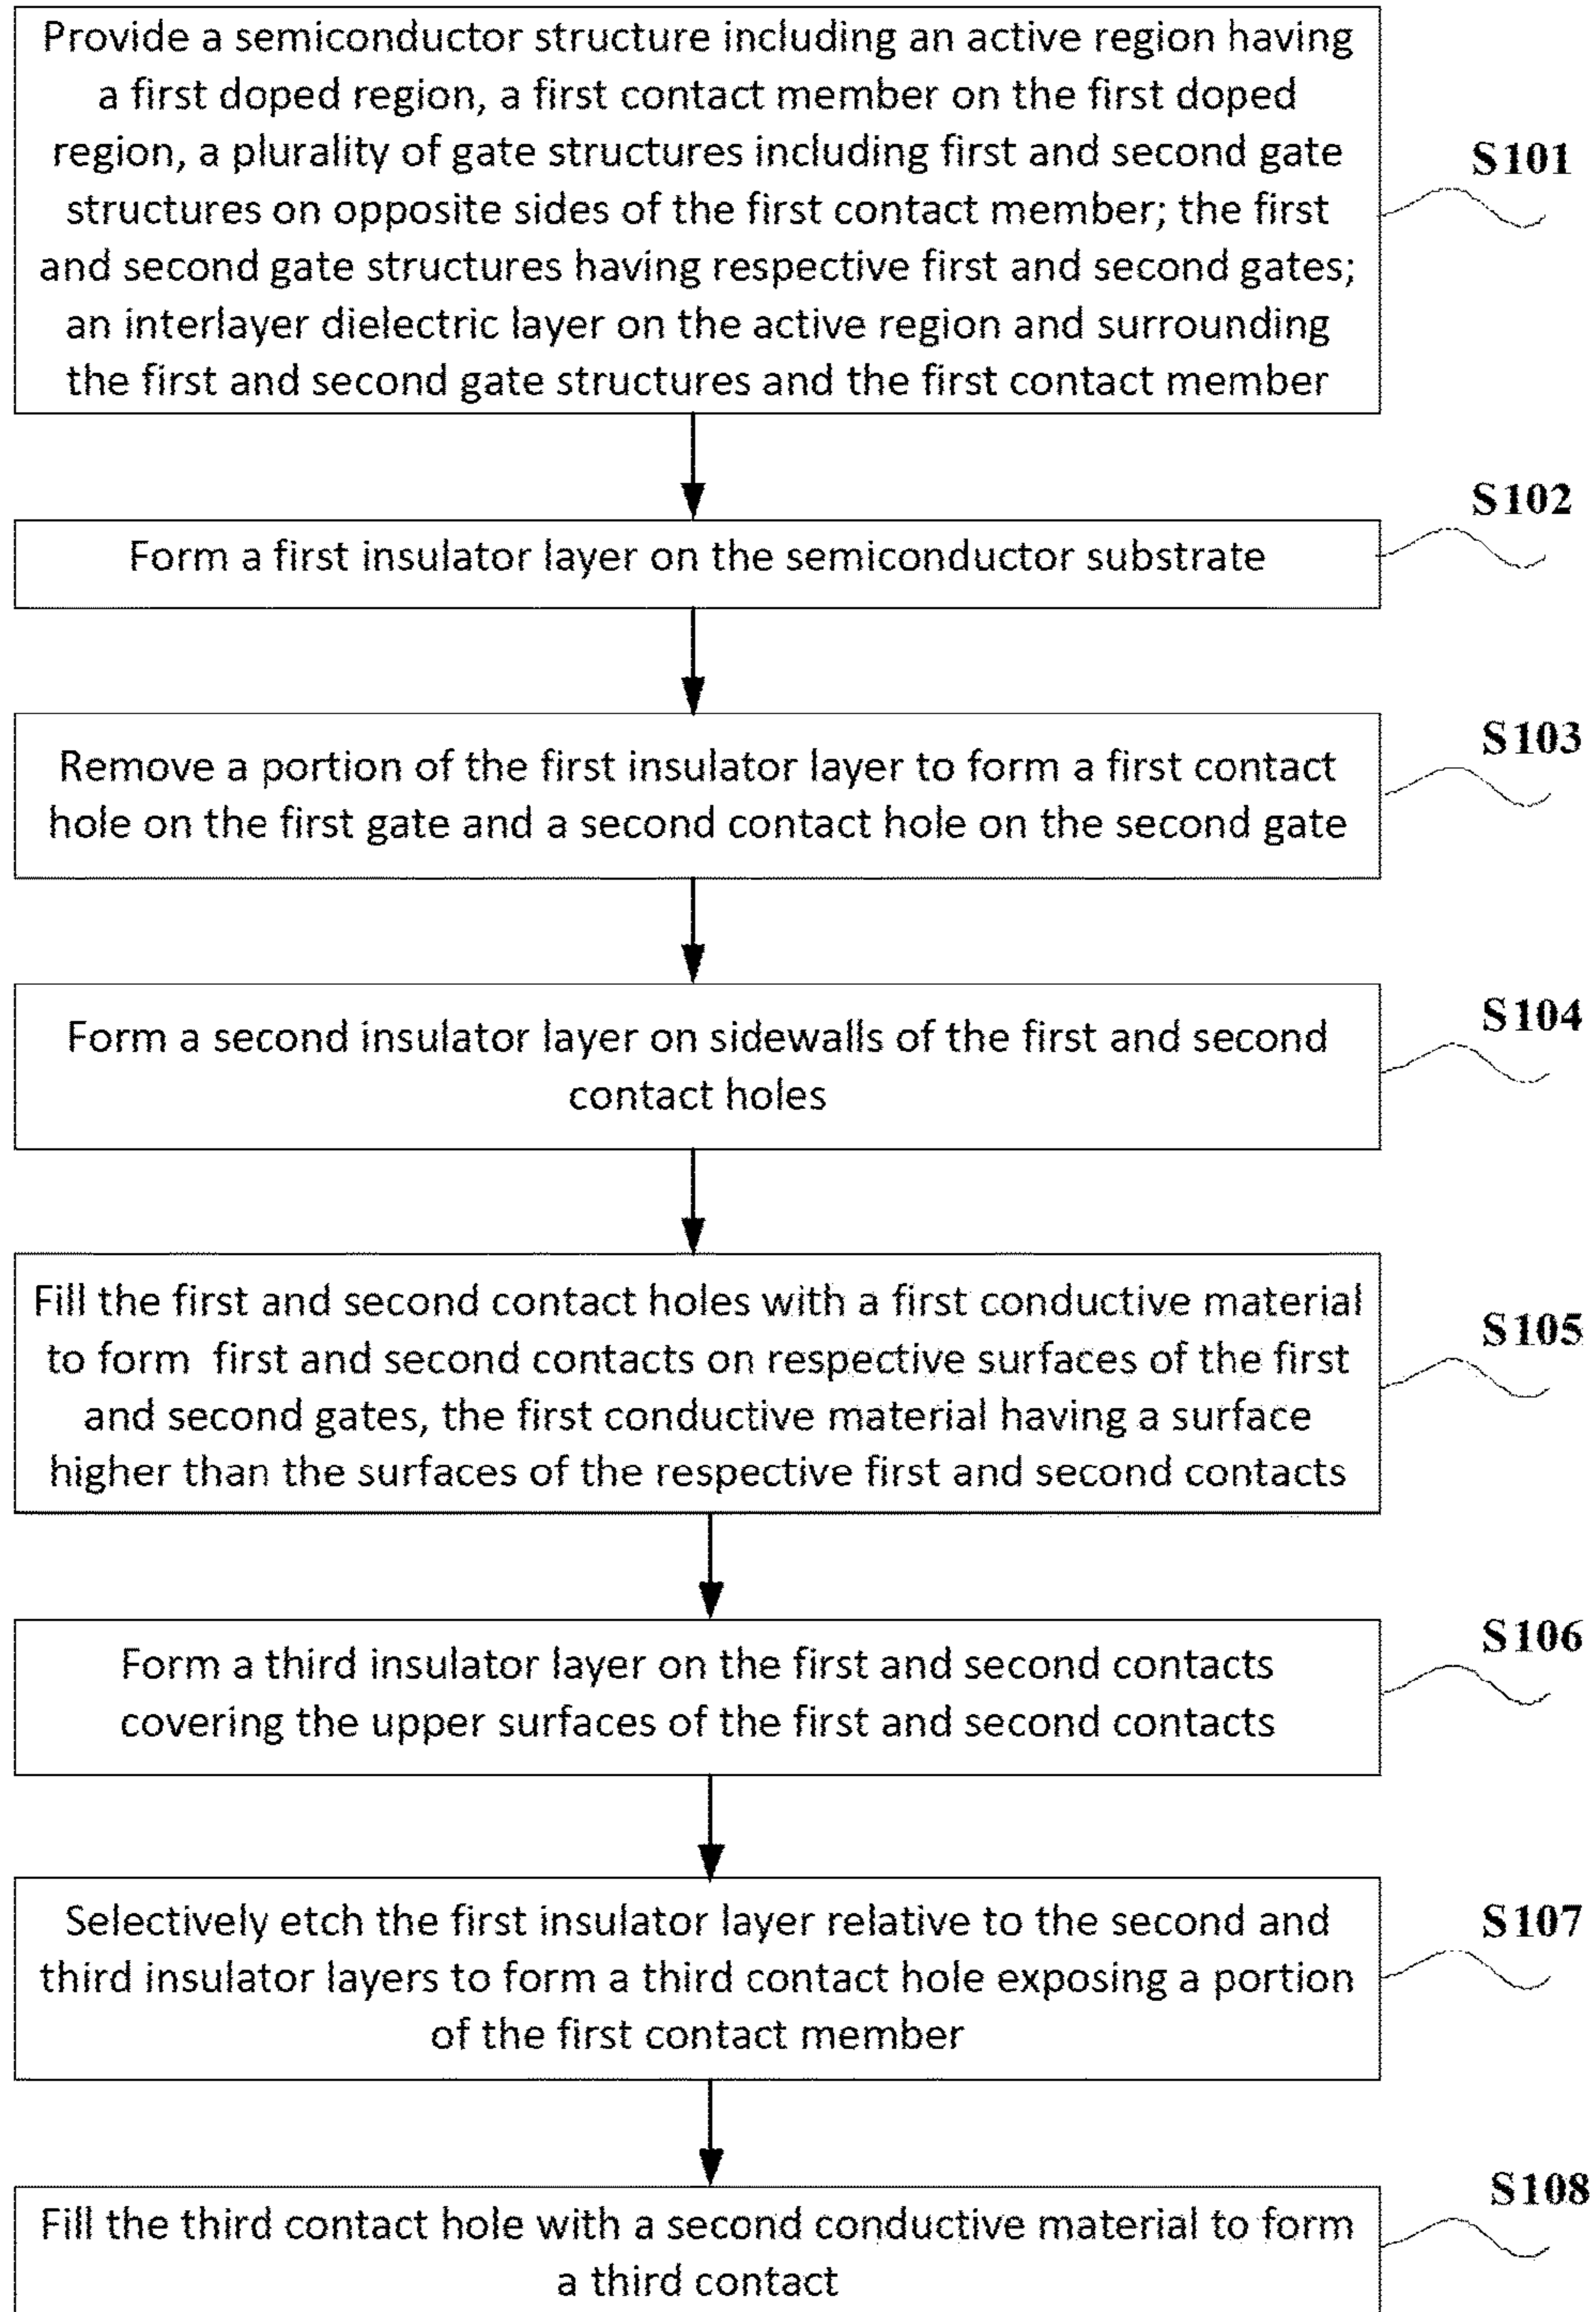 Provide a semiconductor structure including an active region having
a first doped region, a first contact member on the first doped
region, a plurality of gate structures including first and second gate
structures on opposite sides of the first contact member; the first
and second gate structures having respective first and second gates;
an interlayer dielectric layer on the active region and surrounding
the first and second gate structures and the first contact member
S101
S102
Form a first insulator layer on the semiconductor substrate
S103
Remove a portion of the first insulator layer to form a first contact
hole on the first gate and a second contact hole on the second gate
S104
Form a second insulator layer on sidewalls of the first and second
contact holes
Fill the first and second contact holes with a first conductive material
to form first and second contacts on respective surfaces of the first
and second gates, the first conductive material having a surface
higher than the surfaces of the respective first and second contacts
S105
S106
Form a third insulator layer on the first and second contacts
covering the upper surfaces of the first and second contacts
S107
Selectively etch the first insulator layer relative to the second and
third insulator layers to form a third contact hole exposing a portion
of the first contact member
S108
Fill the third contact hole with a second conductive material to form
a third contact